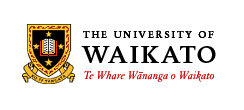 THE UNIVERSITY OF
WAIKATO
Te Whare Wānanga o Waikato